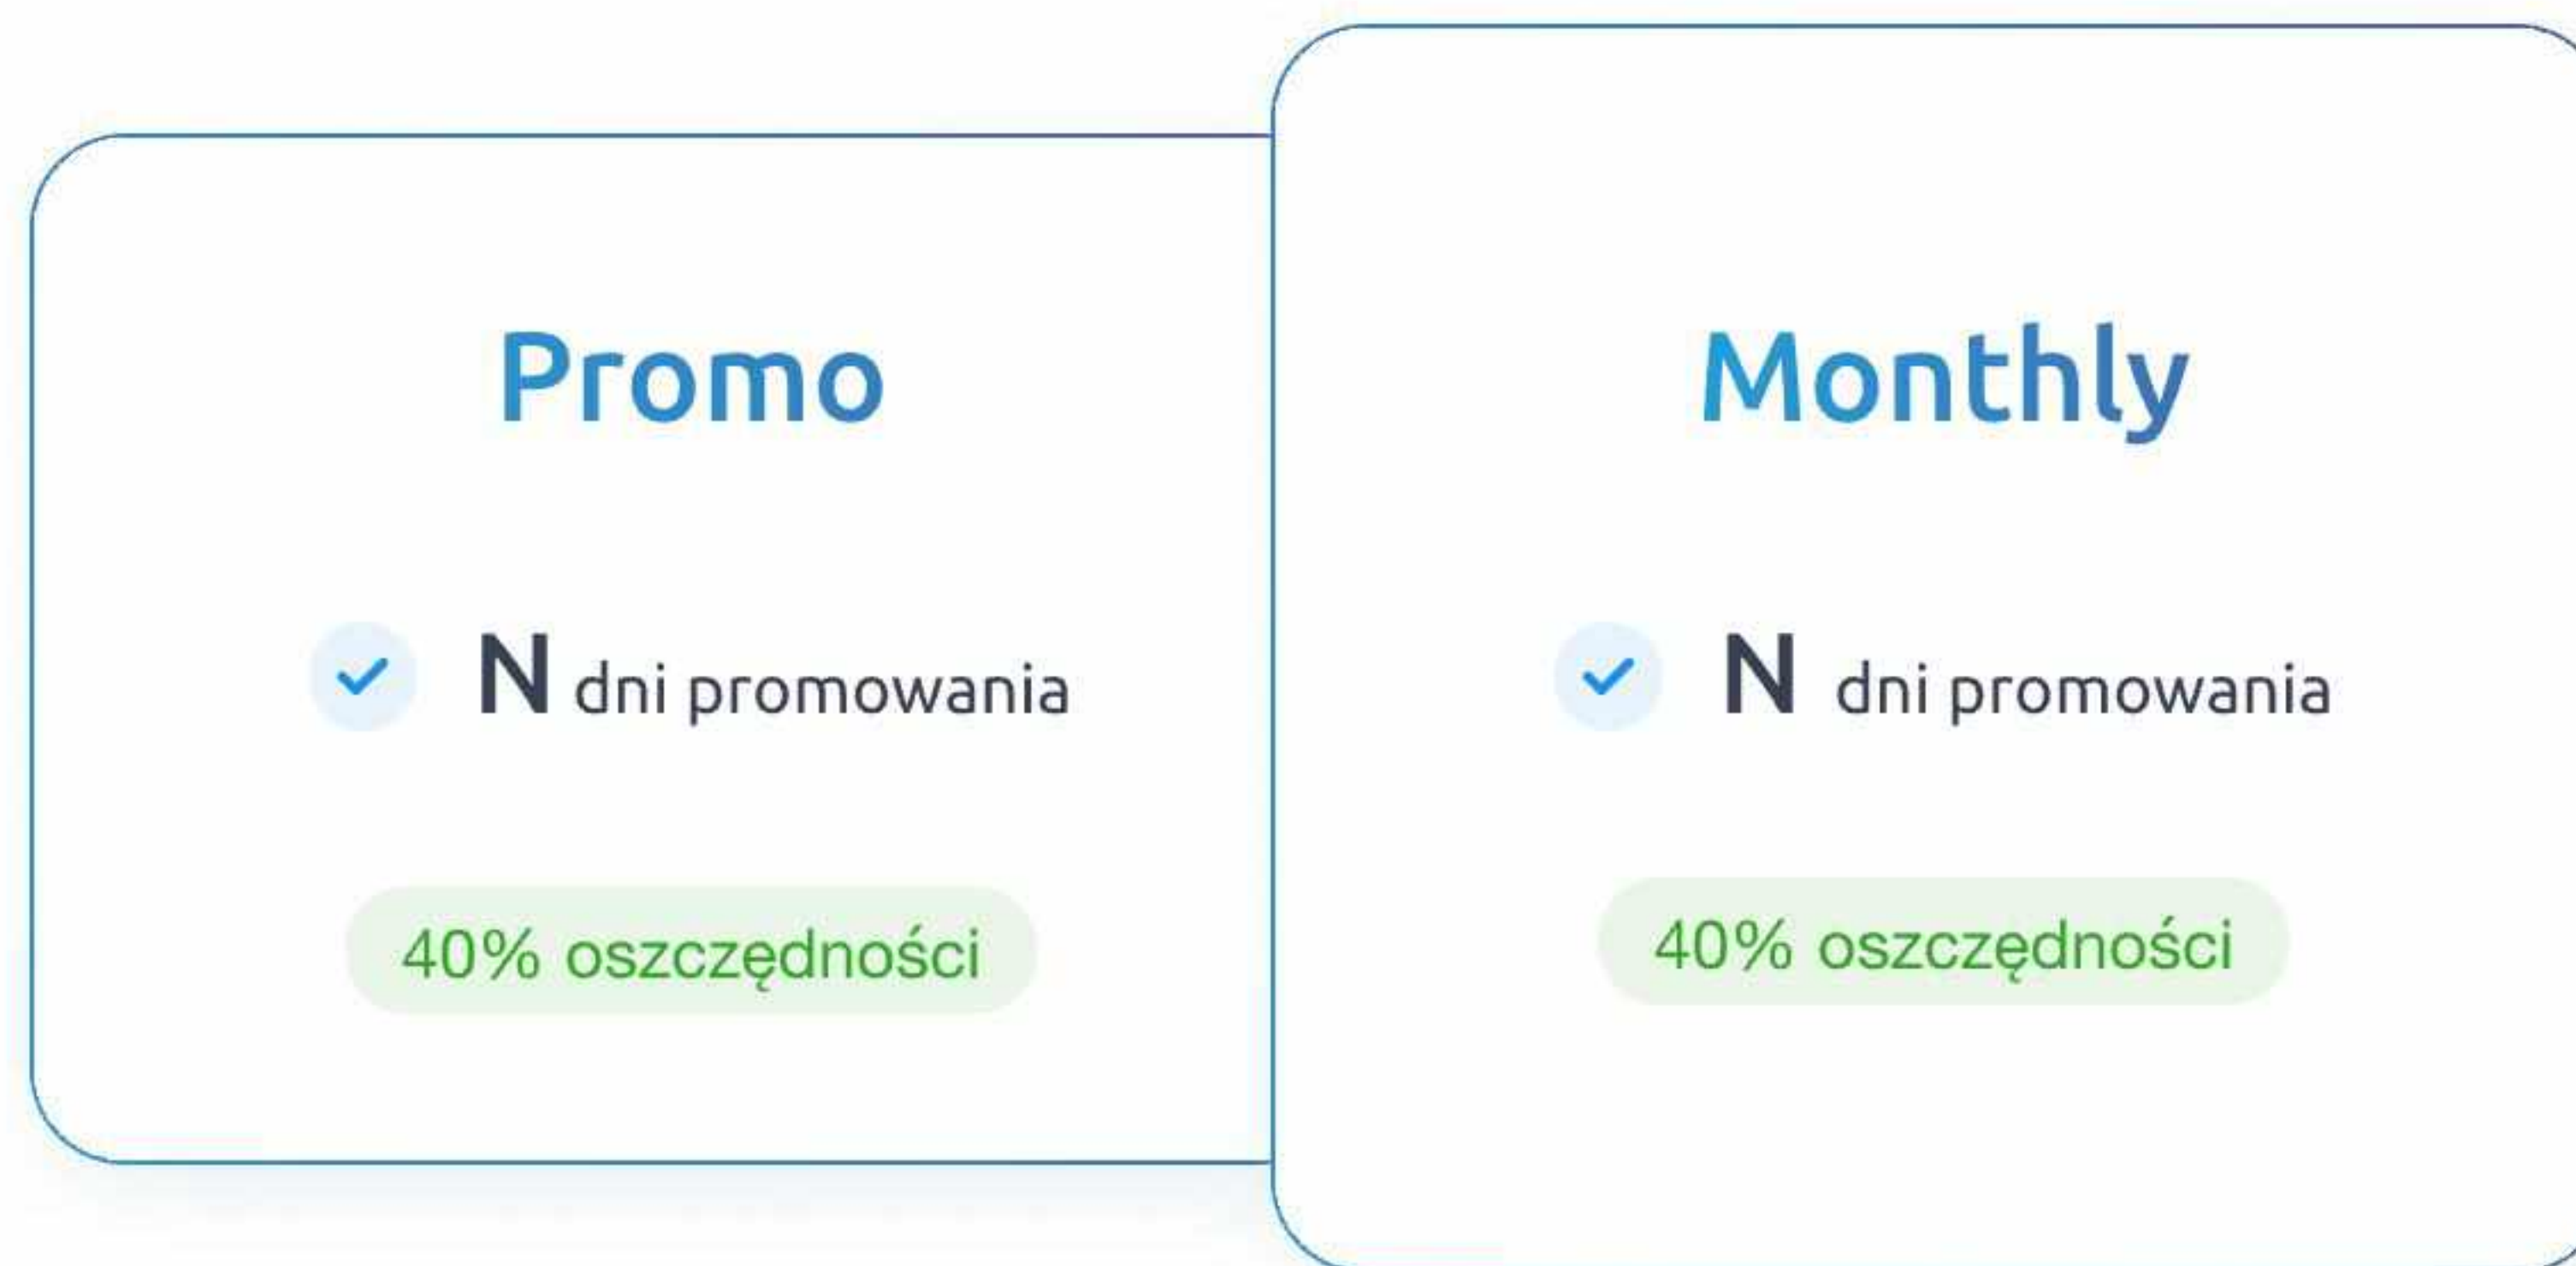 Promo
N dni promowania
40% oszczędności
Monthly
N dni promowania
40% oszczędności